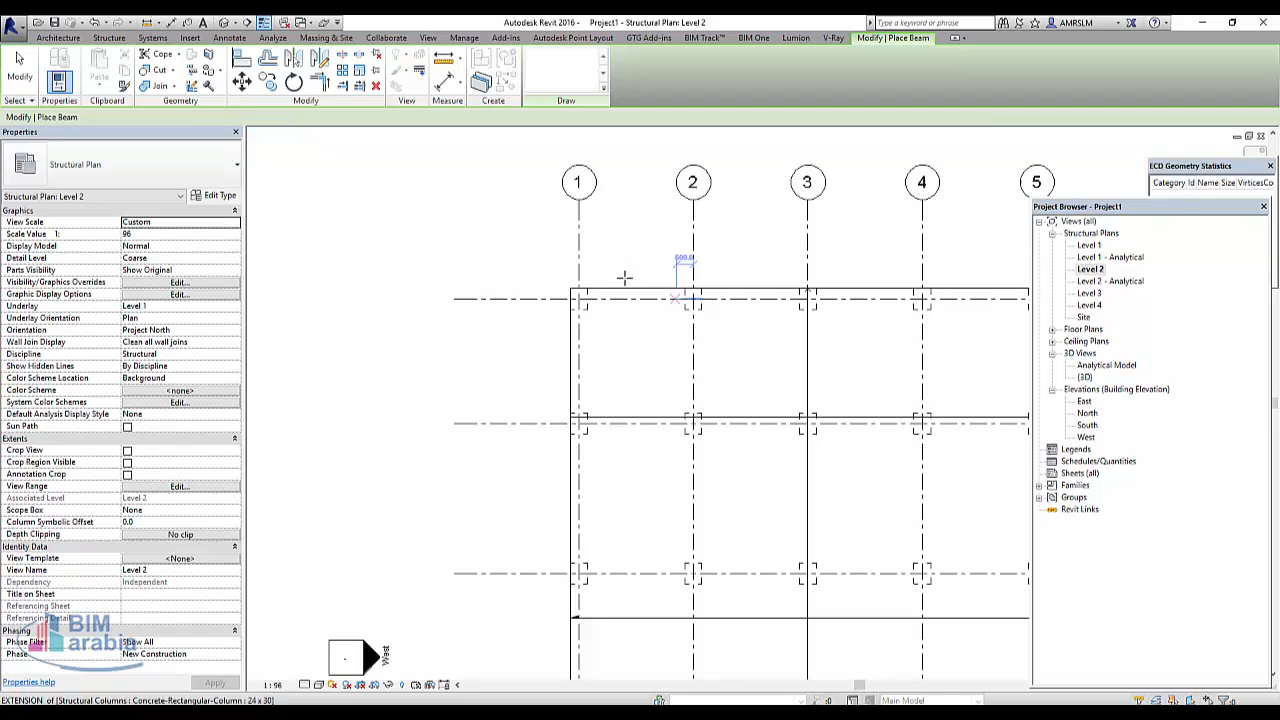 Autodesk Revit 2016 - Project1 - Structural Plan: Level 2
Type a keyword or phrase
AMRSLM
Architecture Structure Systems Insert Annotate Analyze Massing & Site Collaborate View Manage Add-Ins Autodesk Point Layout GTG Add-ins BIM Track™ BIM One Lumion V-Ray Modify | Place Beam
Modify
Paste
Cope
Cut
Join
Select Properties Clipboard Geometry Modify View Measure Create Draw
Modify | Place Beam
Properties
Structural Plan
Structural Plan: Level 2
Edit Type
Graphics
View Scale Custom
Scale Value 1: 96
Display Model Normal
Detail Level Coarse
Parts Visibility Show Original
Visibility/Graphics Overrides Edit...
Graphic Display Options Edit...
Underlay Level 1
Underlay Orientation Plan
Orientation Project North
Wall Join Display Clean all wall joins
Discipline Structural
Show Hidden Lines By Discipline
Color Scheme Location Background
Color Scheme <none>
System Color Schemes Edit...
Default Analysis Display Style None
Sun Path
Extents
Crop View
Crop Region Visible
Annotation Crop
View Range Edit...
Associated Level Level 2
Scope Box None
Column Symbolic Offset 0.0
Depth Clipping No clip
Identity Data
View Template <None>
View Name Level 2
Dependency Independent
Title on Sheet
Referencing Sheet
Referencing Detail
Phasing
Phase Filter Show All
Phase New Construction
BIM
arabia
Properties help
Apply
1 2 3 4 5
West
1 : 96
ECD Geometry Statistics
Category Id Name Size VirticesCo
Project Browser - Project1
Views (all)
Structural Plans
Level 1
Level 1 - Analytical
Level 2
Level 2 - Analytical
Level 3
Level 4
Site
Floor Plans
Ceiling Plans
3D Views
Analytical Model
{3D}
Elevations (Building Elevation)
East
North
South
West
Legends
Schedules/Quantities
Sheets (all)
Families
Groups
Revit Links
EXTENSION of [Structural Columns : Concrete-Rectangular-Column : 24 x 30]
:0
Main Model
:0